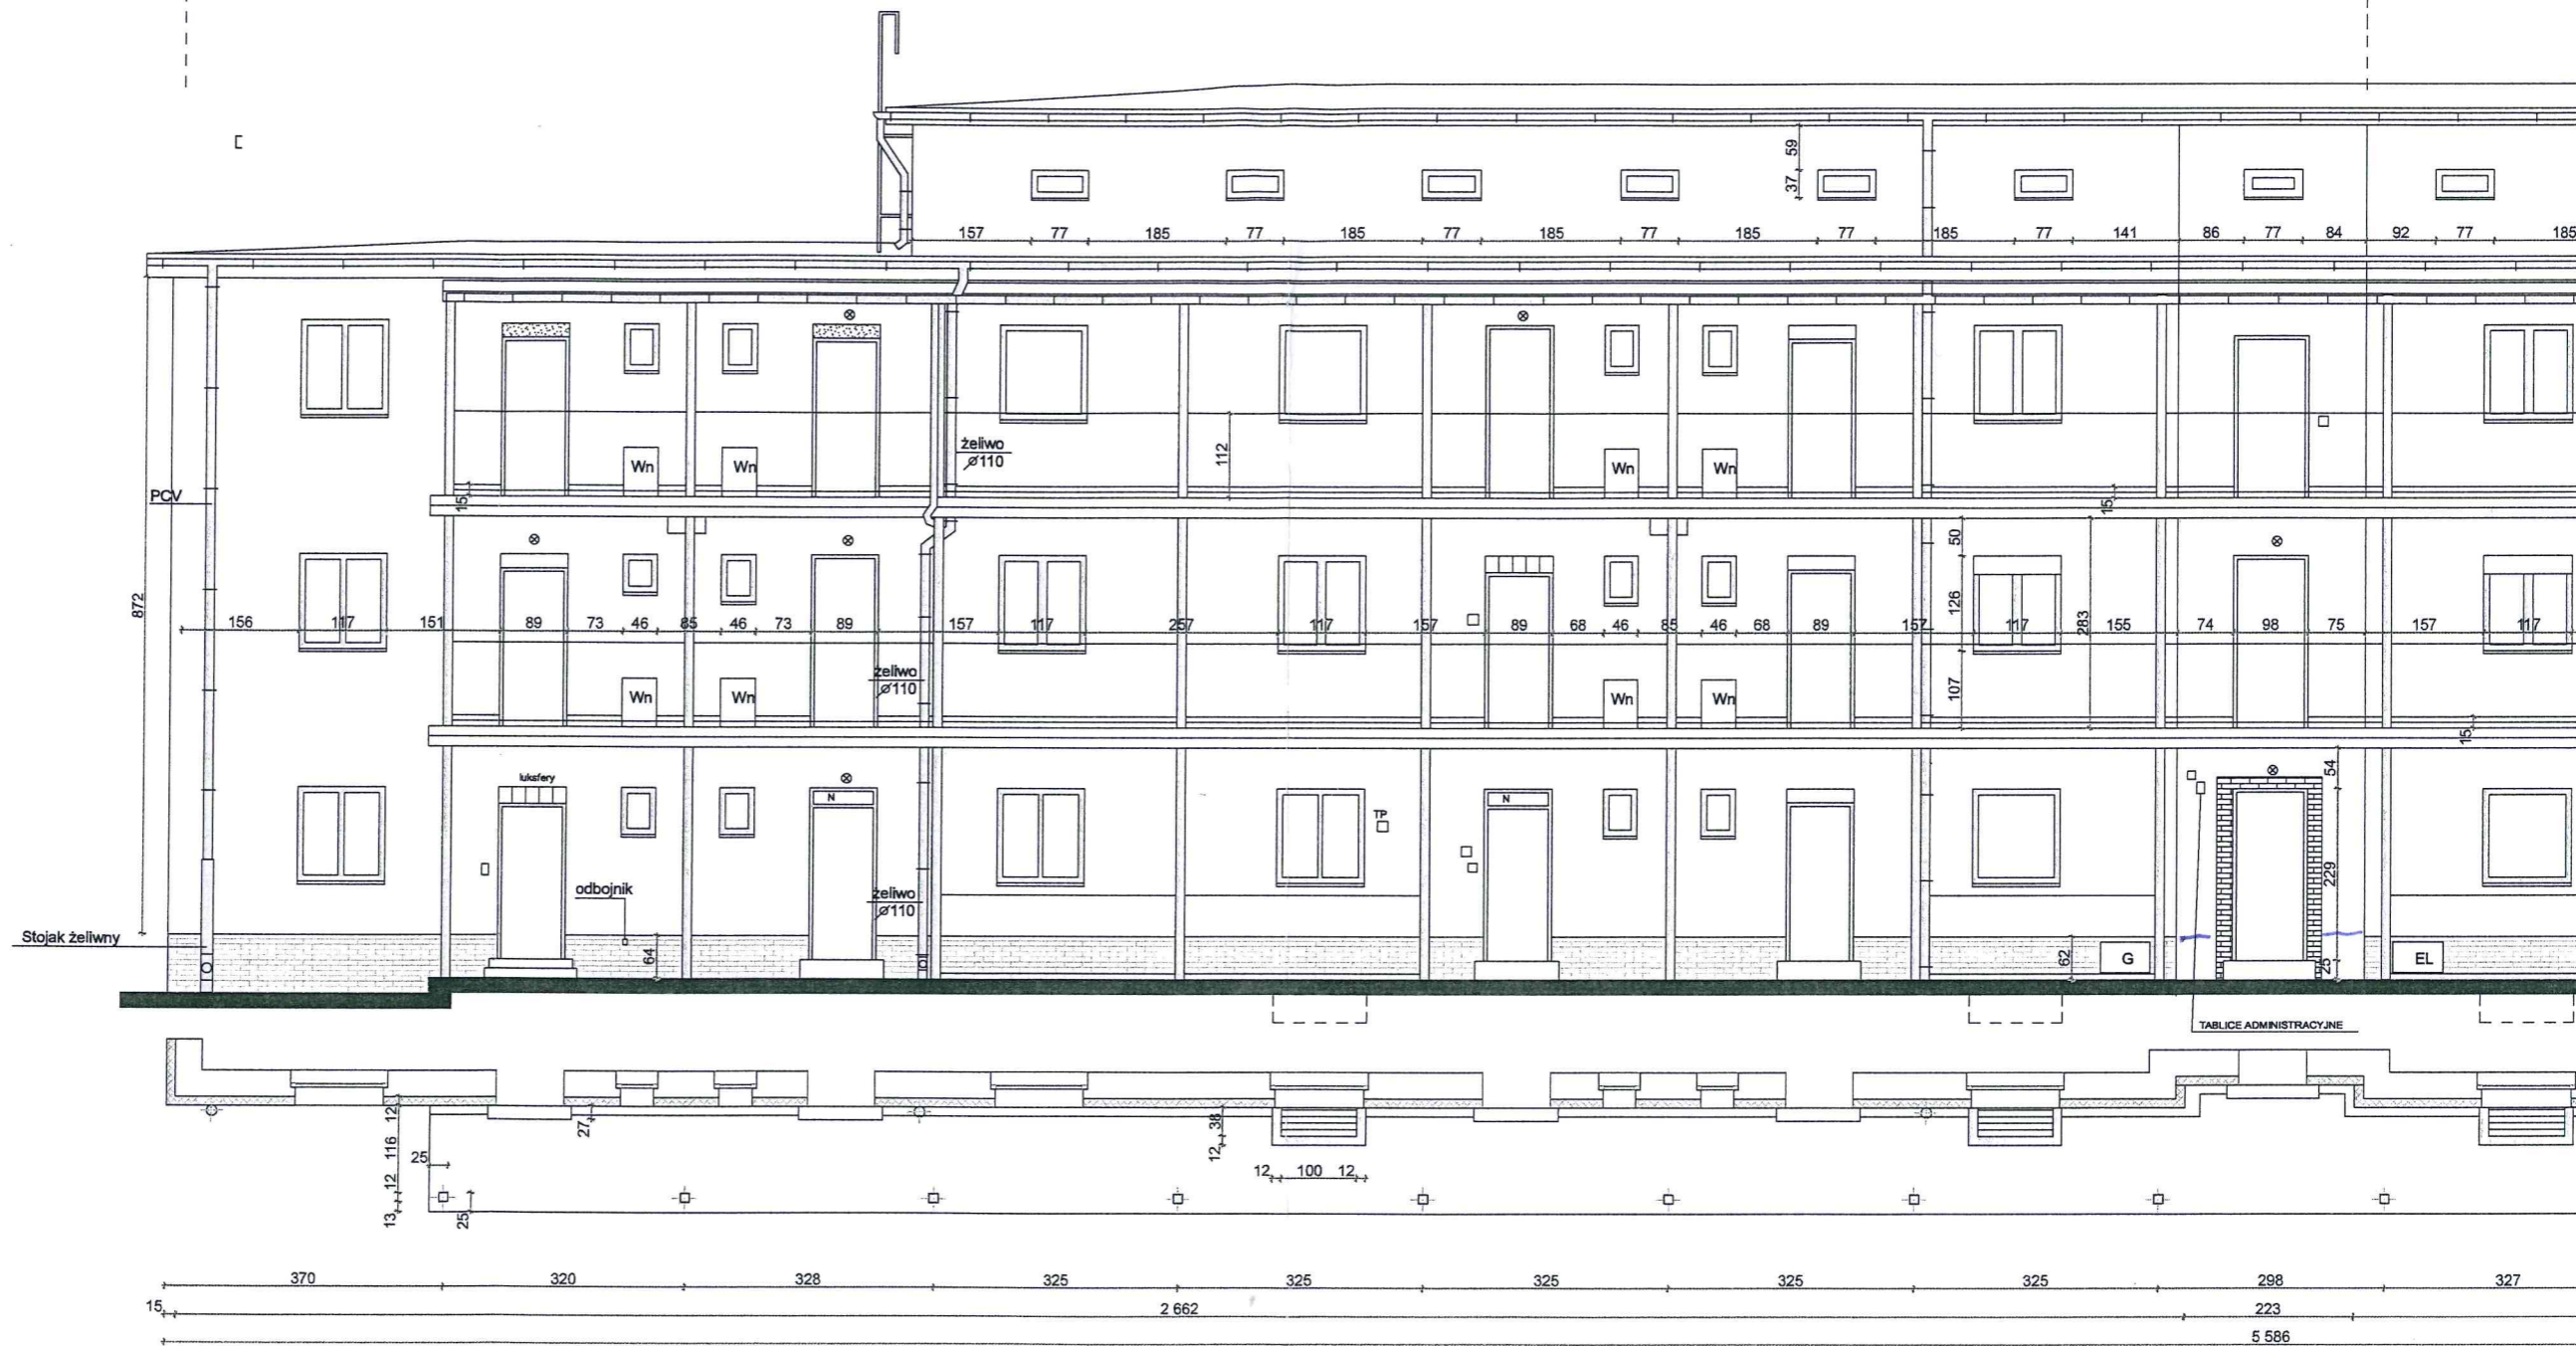 59
37
157 77 185 77 185 77 185 77 185 77 185 77 141 86 77 84 92 77 185
żeliwo
⌀110
112
Wn Wn Wn Wn
PCV
15 15
50
872
126
283
156 117 151 89 73 46 85 46 73 89 157 117 257 117 157 89 68 46 85 46 68 89 157 117 155 74 98 75 157 117
żeliwo
⌀110
107
Wn Wn Wn Wn
15
luksfery
54
N N
TP
229
odbojnik
żeliwo
⌀110
Stojak żeliwny
64
62
G
25
EL
TABLICE ADMINISTRACYJNE
12
27
38
116
12
25
12 100 12
12
13
25
370 320 328 325 325 325 325 325 298 327
15 2 662 223
5 586